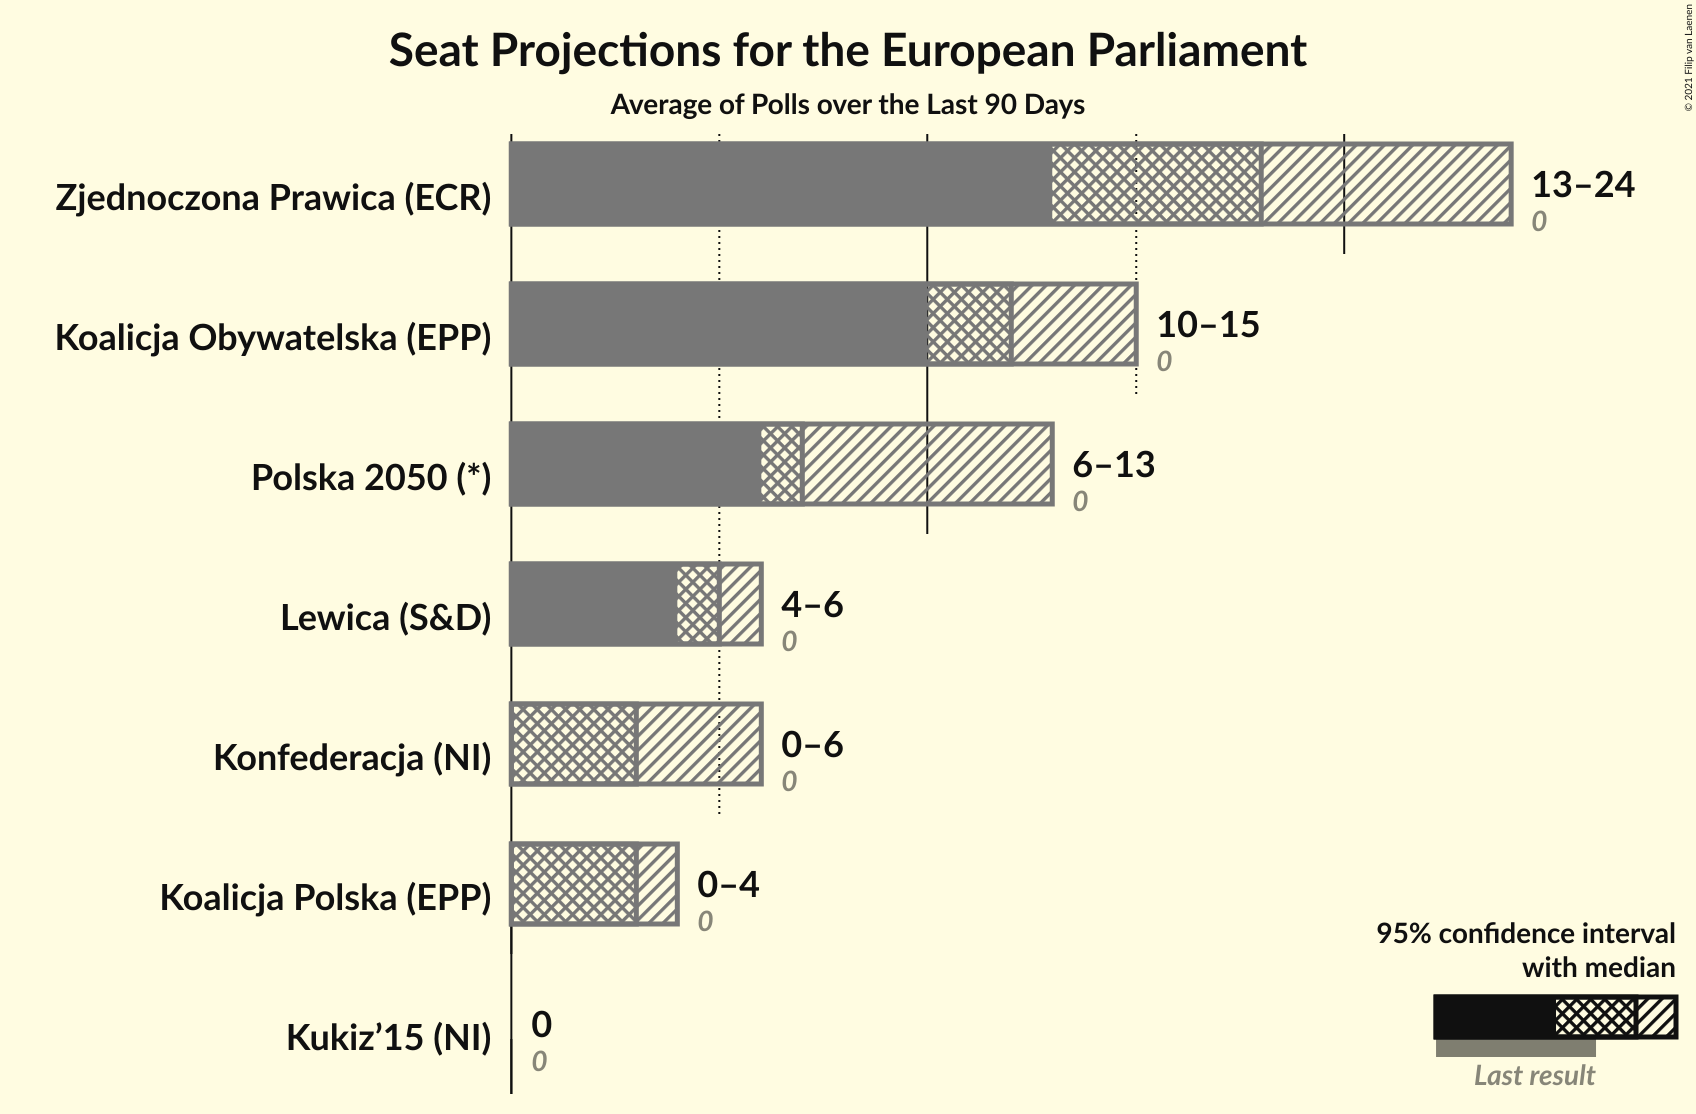 Seat Projections for the European Parliament
Average of Polls over the Last 90 Days
© 2021 Filip van Laenen
Zjednoczona Prawica (ECR)
13–24
0
Koalicja Obywatelska (EPP)
10–15
0
Polska 2050 (*)
6–13
0
Lewica (S&D)
4–6
0
Konfederacja (NI)
0–6
0
Koalicja Polska (EPP)
0–4
0
Kukiz’15 (NI)
0
0
95% confidence interval
with median
Last result